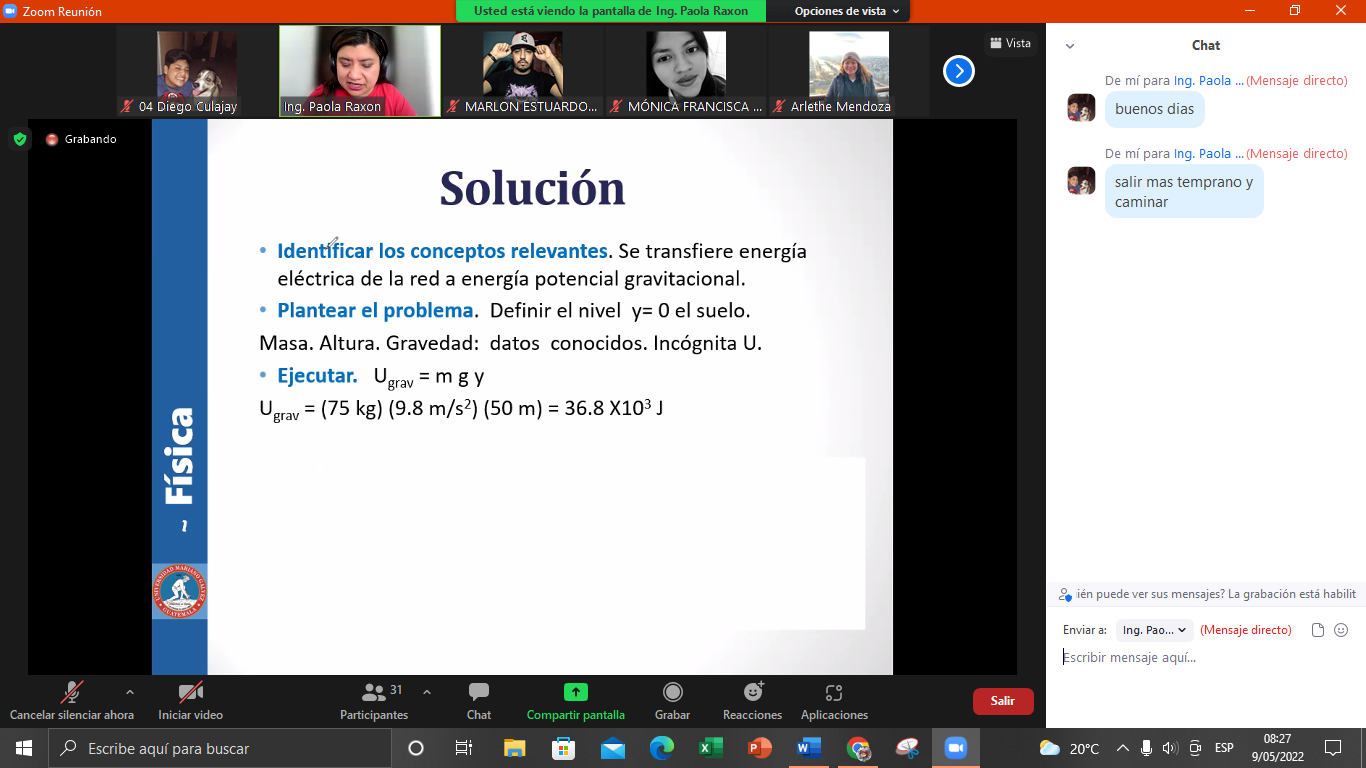 Zoom Reunión
Usted está viendo la pantalla de Ing. Paola Raxon
Opciones de vista
04 Diego Culajay
Ing. Paola Raxon
MARLON ESTUARDO...
MÓNICA FRANCISCA ...
Arlethe Mendoza
Vista
Grabando
Solución
• Identificar los conceptos relevantes. Se transfiere energía
eléctrica de la red a energía potencial gravitacional.
• Plantear el problema. Definir el nivel y= 0 el suelo.
Masa. Altura. Gravedad: datos conocidos. Incógnita U.
• Ejecutar. Ugrav = m g y
Ugrav = (75 kg) (9.8 m/s²) (50 m) = 36.8 X10³ J
~ Física
UNIVERSIDAD MARIANO GALVEZ
GUATEMALA
Chat
De mí para Ing. Paola ... (Mensaje directo)
buenos dias
De mí para Ing. Paola ... (Mensaje directo)
salir mas temprano y
caminar
ién puede ver sus mensajes? La grabación está habilit
Enviar a: Ing. Pao... (Mensaje directo)
Escribir mensaje aquí...
Cancelar silenciar ahora
Iniciar video
31
Participantes
Chat
Compartir pantalla
Grabar
Reacciones
Aplicaciones
Salir
Escribe aquí para buscar
20°C
ESP
08:27
9/05/2022